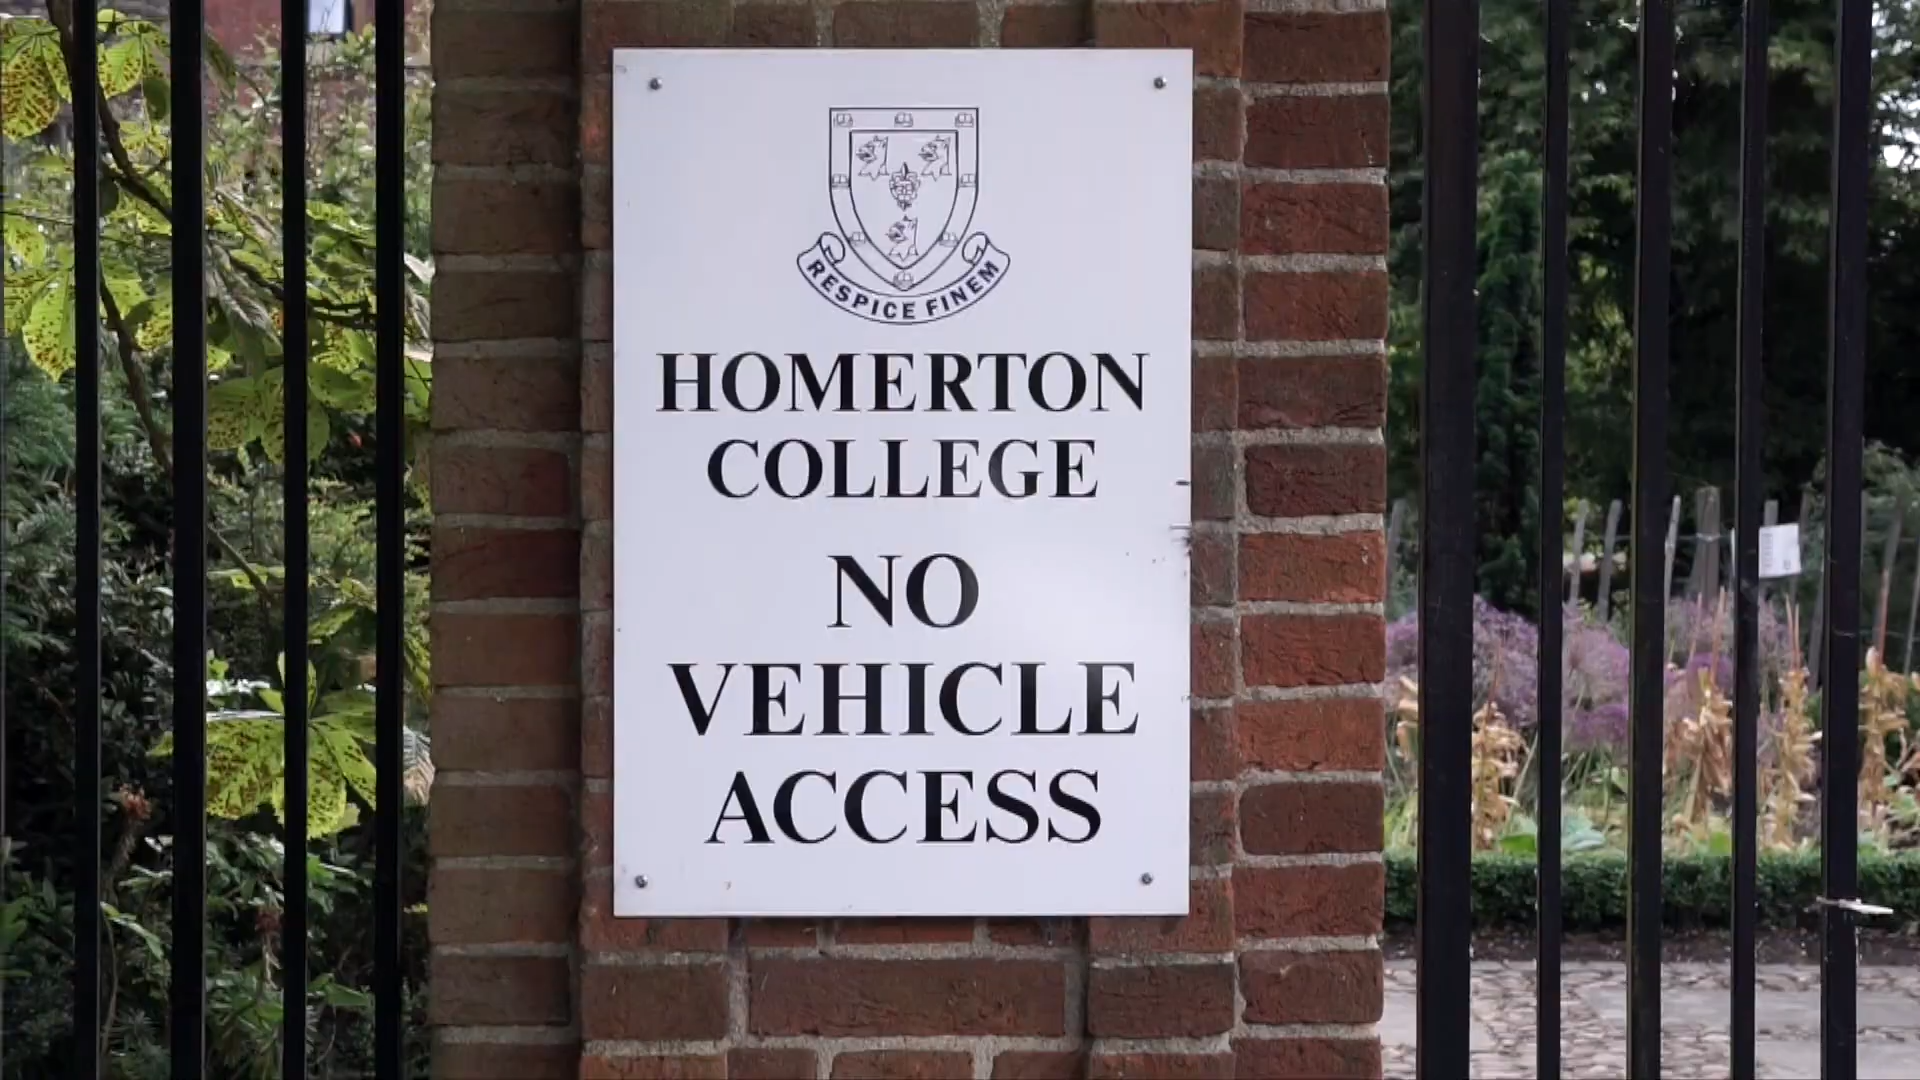 RESPICE FINEM
HOMERTON
COLLEGE
NO
VEHICLE
ACCESS